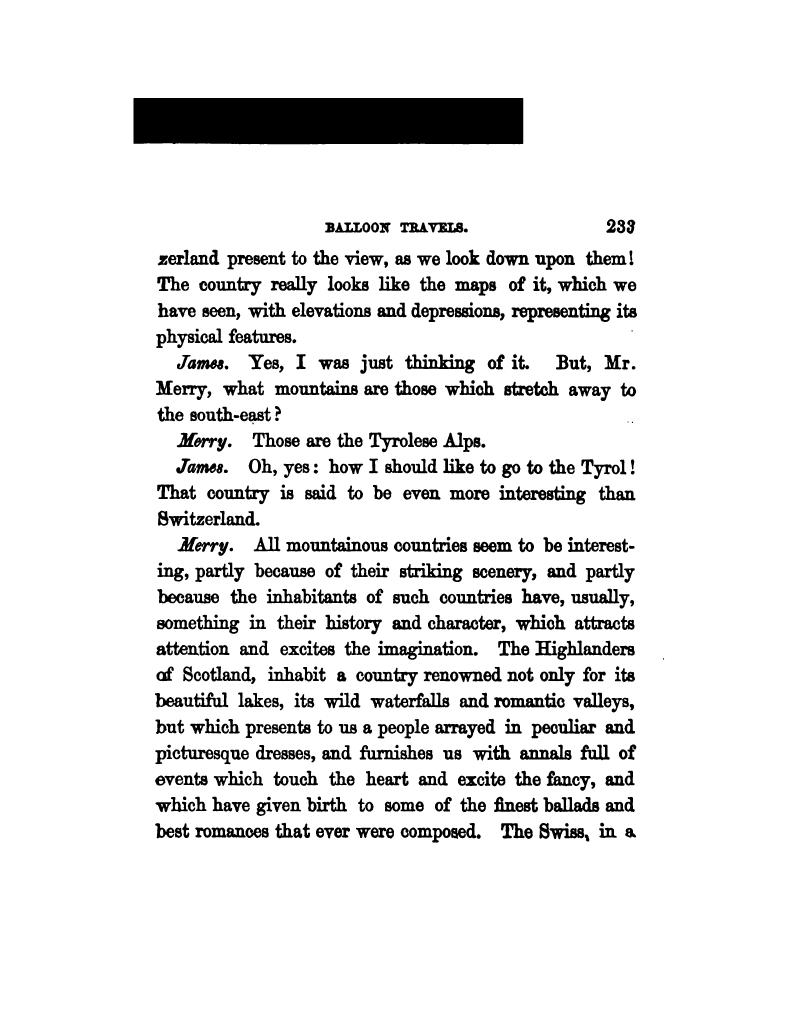 BALLOON TRAVELS. 233
zerland present to the view, as we look down upon them!
The country really looks like the maps of it, which we
have seen, with elevations and depressions, representing its
physical features.
James. Yes, I was just thinking of it. But, Mr.
Merry, what mountains are those which stretch away to
the south-east?
Merry. Those are the Tyrolese Alps.
James. Oh, yes: how I should like to go to the Tyrol!
That country is said to be even more interesting than
Switzerland.
Merry. All mountainous countries seem to be interest-
ing, partly because of their striking scenery, and partly
because the inhabitants of such countries have, usually,
something in their history and character, which attracts
attention and excites the imagination. The Highlanders
of Scotland, inhabit a country renowned not only for its
beautiful lakes, its wild waterfalls and romantic valleys,
but which presents to us a people arrayed in peculiar and
picturesque dresses, and furnishes us with annals full of
events which touch the heart and excite the fancy, and
which have given birth to some of the finest ballads and
best romances that ever were composed. The Swiss, in a